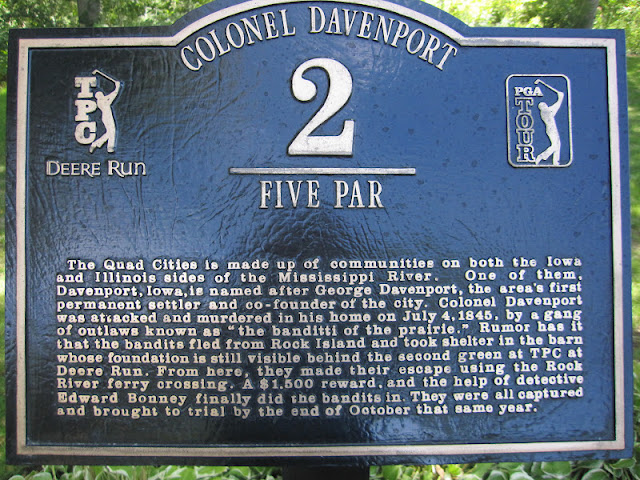 COLONEL DAVENPORT
2
FIVE PAR
TPC
DEERE RUN
PGA
TOUR
The Quad Cities is made up of communities on both the Iowa
and Illinois sides of the Mississippi River. One of them,
Davenport, Iowa, is named after George Davenport, the area's first
permanent settler and co-founder of the city. Colonel Davenport
was attacked and murdered in his home on July 4, 1845, by a gang
of outlaws known as "the banditti of the prairie." Rumor has it
that the bandits fled from Rock Island and took shelter in the barn
whose foundation is still visible behind the second green at TPC at
Deere Run. From here, they made their escape using the Rock
River ferry crossing. A $1,500 reward, and the help of detective
Edward Bonney finally did the bandits in. They were all captured
and brought to trial by the end of October that same year.